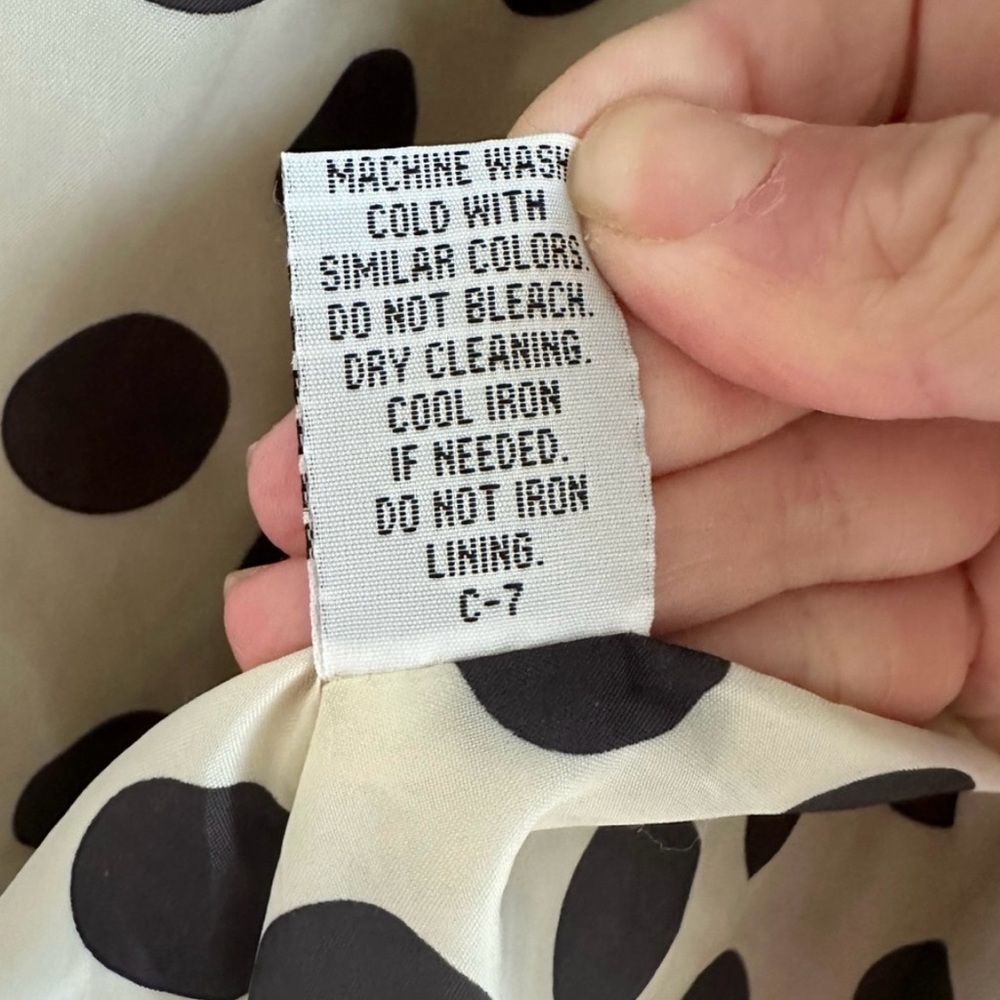 MACHINE WASH
COLD WITH
SIMILAR COLORS.
DO NOT BLEACH.
DRY CLEANING.
COOL IRON
IF NEEDED.
DO NOT IRON
LINING.
C-7